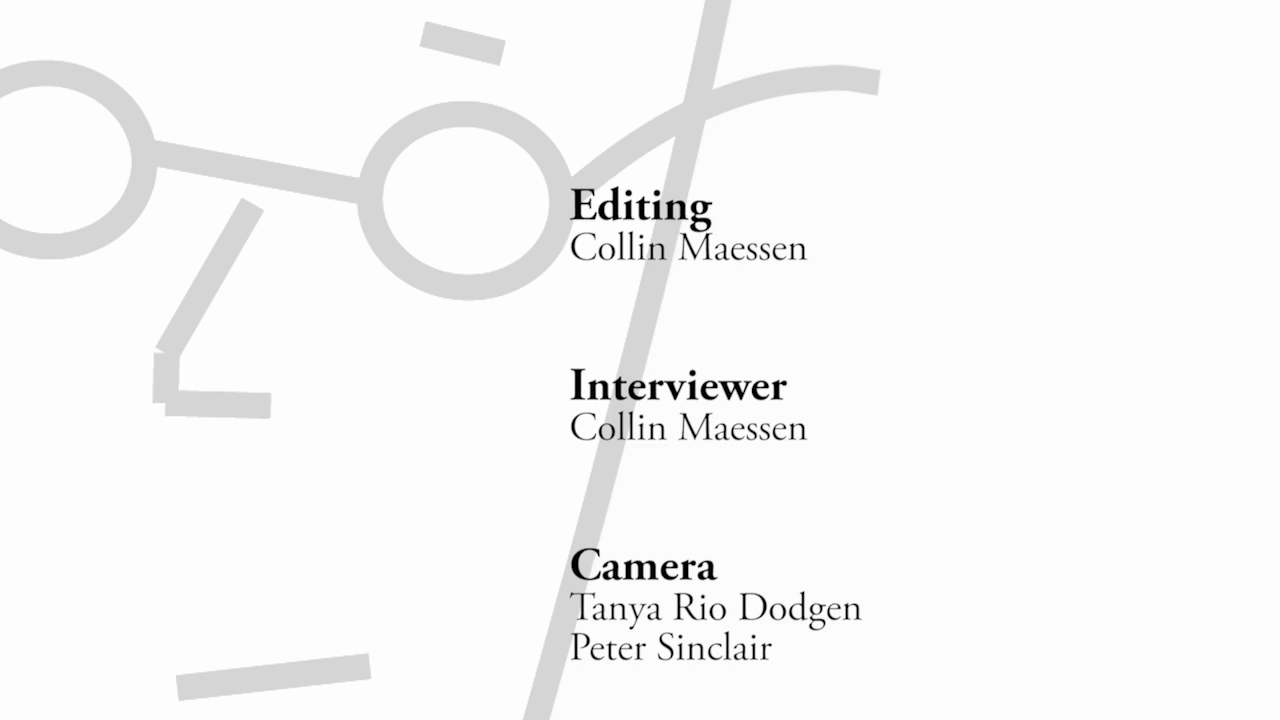 Editing
Collin Maessen
Interviewer
Collin Maessen
Camera
Tanya Rio Dodgen
Peter Sinclair